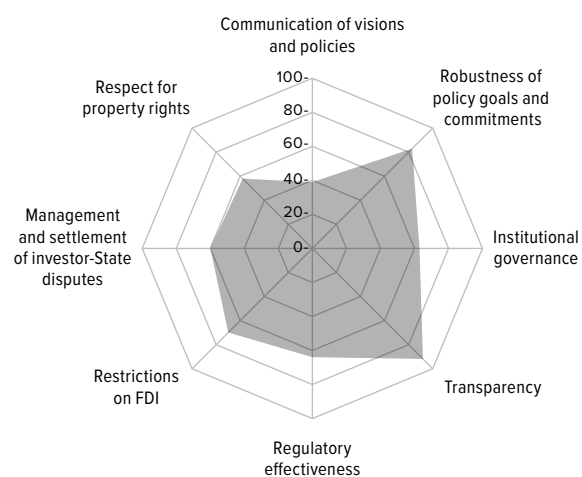 Communication of visions
and policies
Robustness of
policy goals and
commitments
Institutional
governance
Transparency
Regulatory
effectiveness
Restrictions
on FDI
Management
and settlement
of investor-State
disputes
Respect for
property rights
100-
80-
60-
40-
20-
0-